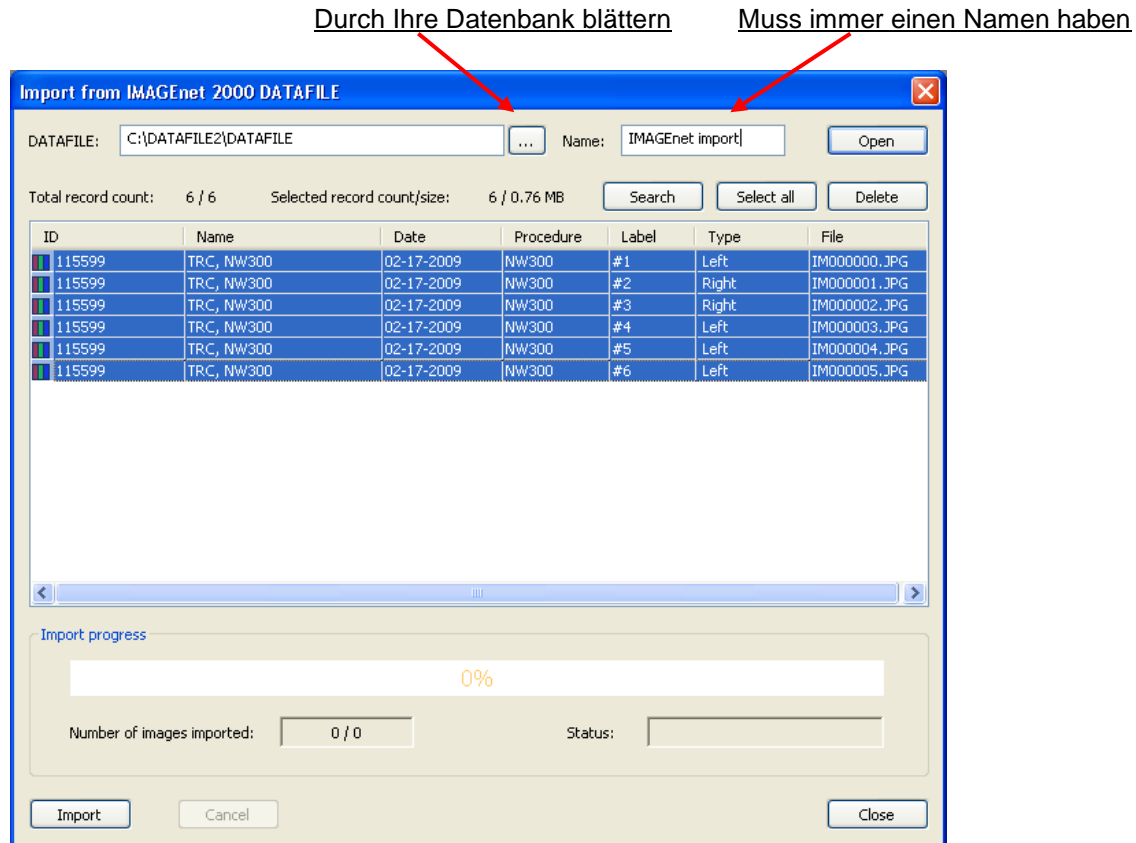 Durch Ihre Datenbank blättern Muss immer einen Namen haben
Import from IMAGEnet 2000 DATAFILE
DATAFILE: C:\DATAFILE2\DATAFILE ... Name: IMAGEnet import Open
Total record count: 6 / 6 Selected record count/size: 6 / 0.76 MB Search Select all Delete
ID Name Date Procedure Label Type File
115599 TRC, NW300 02-17-2009 NW300 #1 Left IM000000.JPG
115599 TRC, NW300 02-17-2009 NW300 #2 Right IM000001.JPG
115599 TRC, NW300 02-17-2009 NW300 #3 Right IM000002.JPG
115599 TRC, NW300 02-17-2009 NW300 #4 Left IM000003.JPG
115599 TRC, NW300 02-17-2009 NW300 #5 Left IM000004.JPG
115599 TRC, NW300 02-17-2009 NW300 #6 Left IM000005.JPG
Import progress
0%
Number of images imported: 0 / 0 Status:
Import Cancel Close